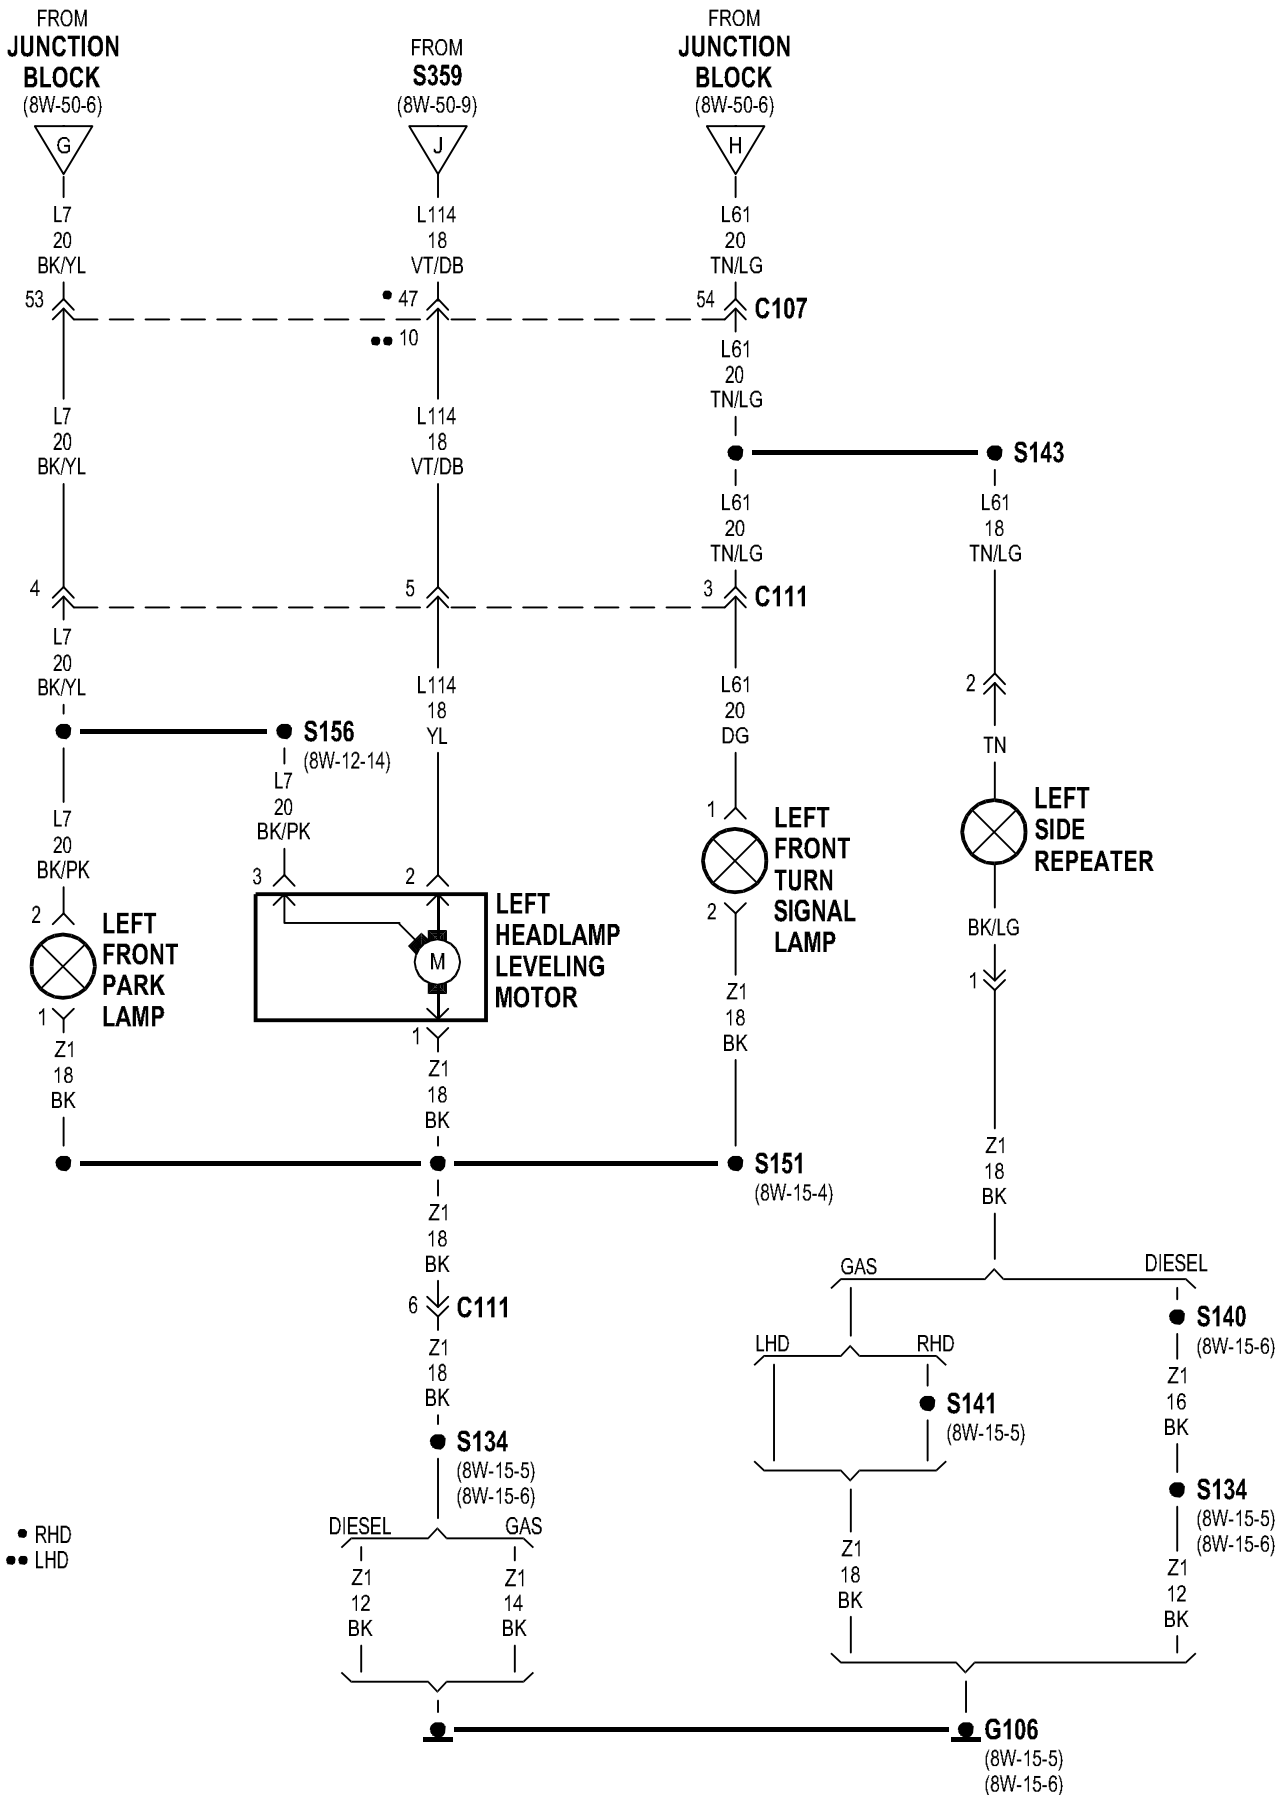 FROM
JUNCTION
BLOCK
(8W-50-6)
G
FROM
S359
(8W-50-9)
J
FROM
JUNCTION
BLOCK
(8W-50-6)
H
L7
20
BK/YL
L114
18
VT/DB
L61
20
TN/LG
53
47
10
54
C107
L61
20
TN/LG
L7
20
BK/YL
L114
18
VT/DB
S143
L61
20
TN/LG
L61
18
TN/LG
4
5
3
C111
L7
20
BK/YL
L114
18
YL
L61
20
DG
2
TN
S156
(8W-12-14)
L7
20
BK/PK
L7
20
BK/PK
1
LEFT
FRONT
TURN
SIGNAL
LAMP
2
LEFT
SIDE
REPEATER
BK/LG
1
3
2
LEFT
HEADLAMP
LEVELING
MOTOR
M
1
2
LEFT
FRONT
PARK
LAMP
1
Z1
18
BK
Z1
18
BK
Z1
18
BK
Z1
18
BK
S151
(8W-15-4)
Z1
18
BK
6
C111
Z1
18
BK
S134
(8W-15-5)
(8W-15-6)
GAS
DIESEL
LHD
RHD
S141
(8W-15-5)
S140
(8W-15-6)
Z1
16
BK
S134
(8W-15-5)
(8W-15-6)
Z1
18
BK
Z1
12
BK
• RHD
•• LHD
DIESEL
GAS
Z1
12
BK
Z1
14
BK
G106
(8W-15-5)
(8W-15-6)